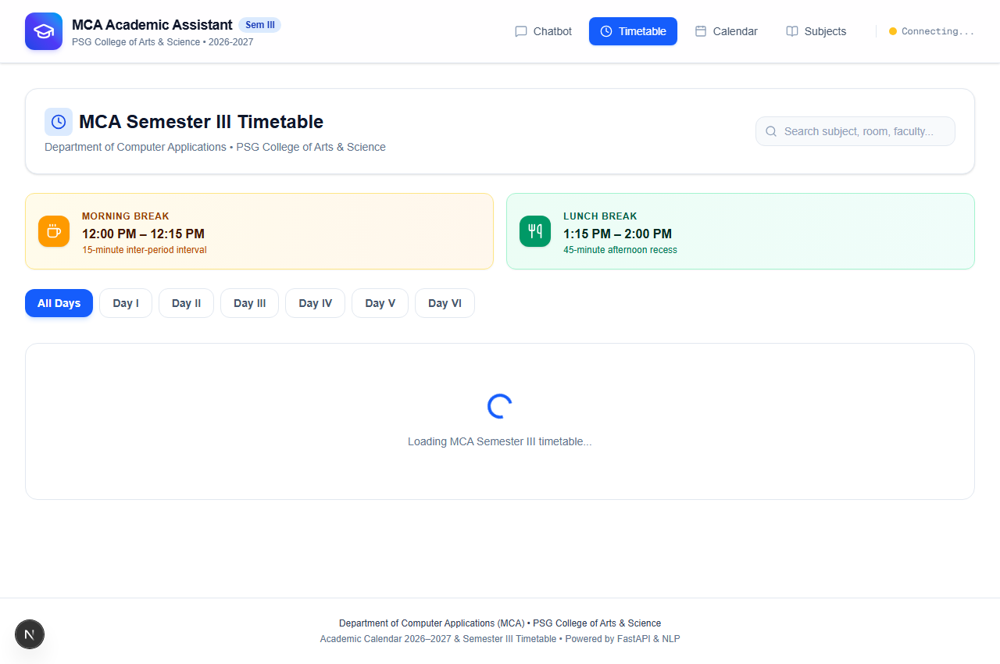 MCA Academic Assistant Sem III
PSG College of Arts & Science • 2026-2027
Chatbot Timetable Calendar Subjects Connecting...
MCA Semester III Timetable
Department of Computer Applications • PSG College of Arts & Science
Search subject, room, faculty...
MORNING BREAK
12:00 PM – 12:15 PM
15-minute inter-period interval
LUNCH BREAK
1:15 PM – 2:00 PM
45-minute afternoon recess
All Days Day I Day II Day III Day IV Day V Day VI
Loading MCA Semester III timetable...
Department of Computer Applications (MCA) • PSG College of Arts & Science
Academic Calendar 2026–2027 & Semester III Timetable • Powered by FastAPI & NLP
N